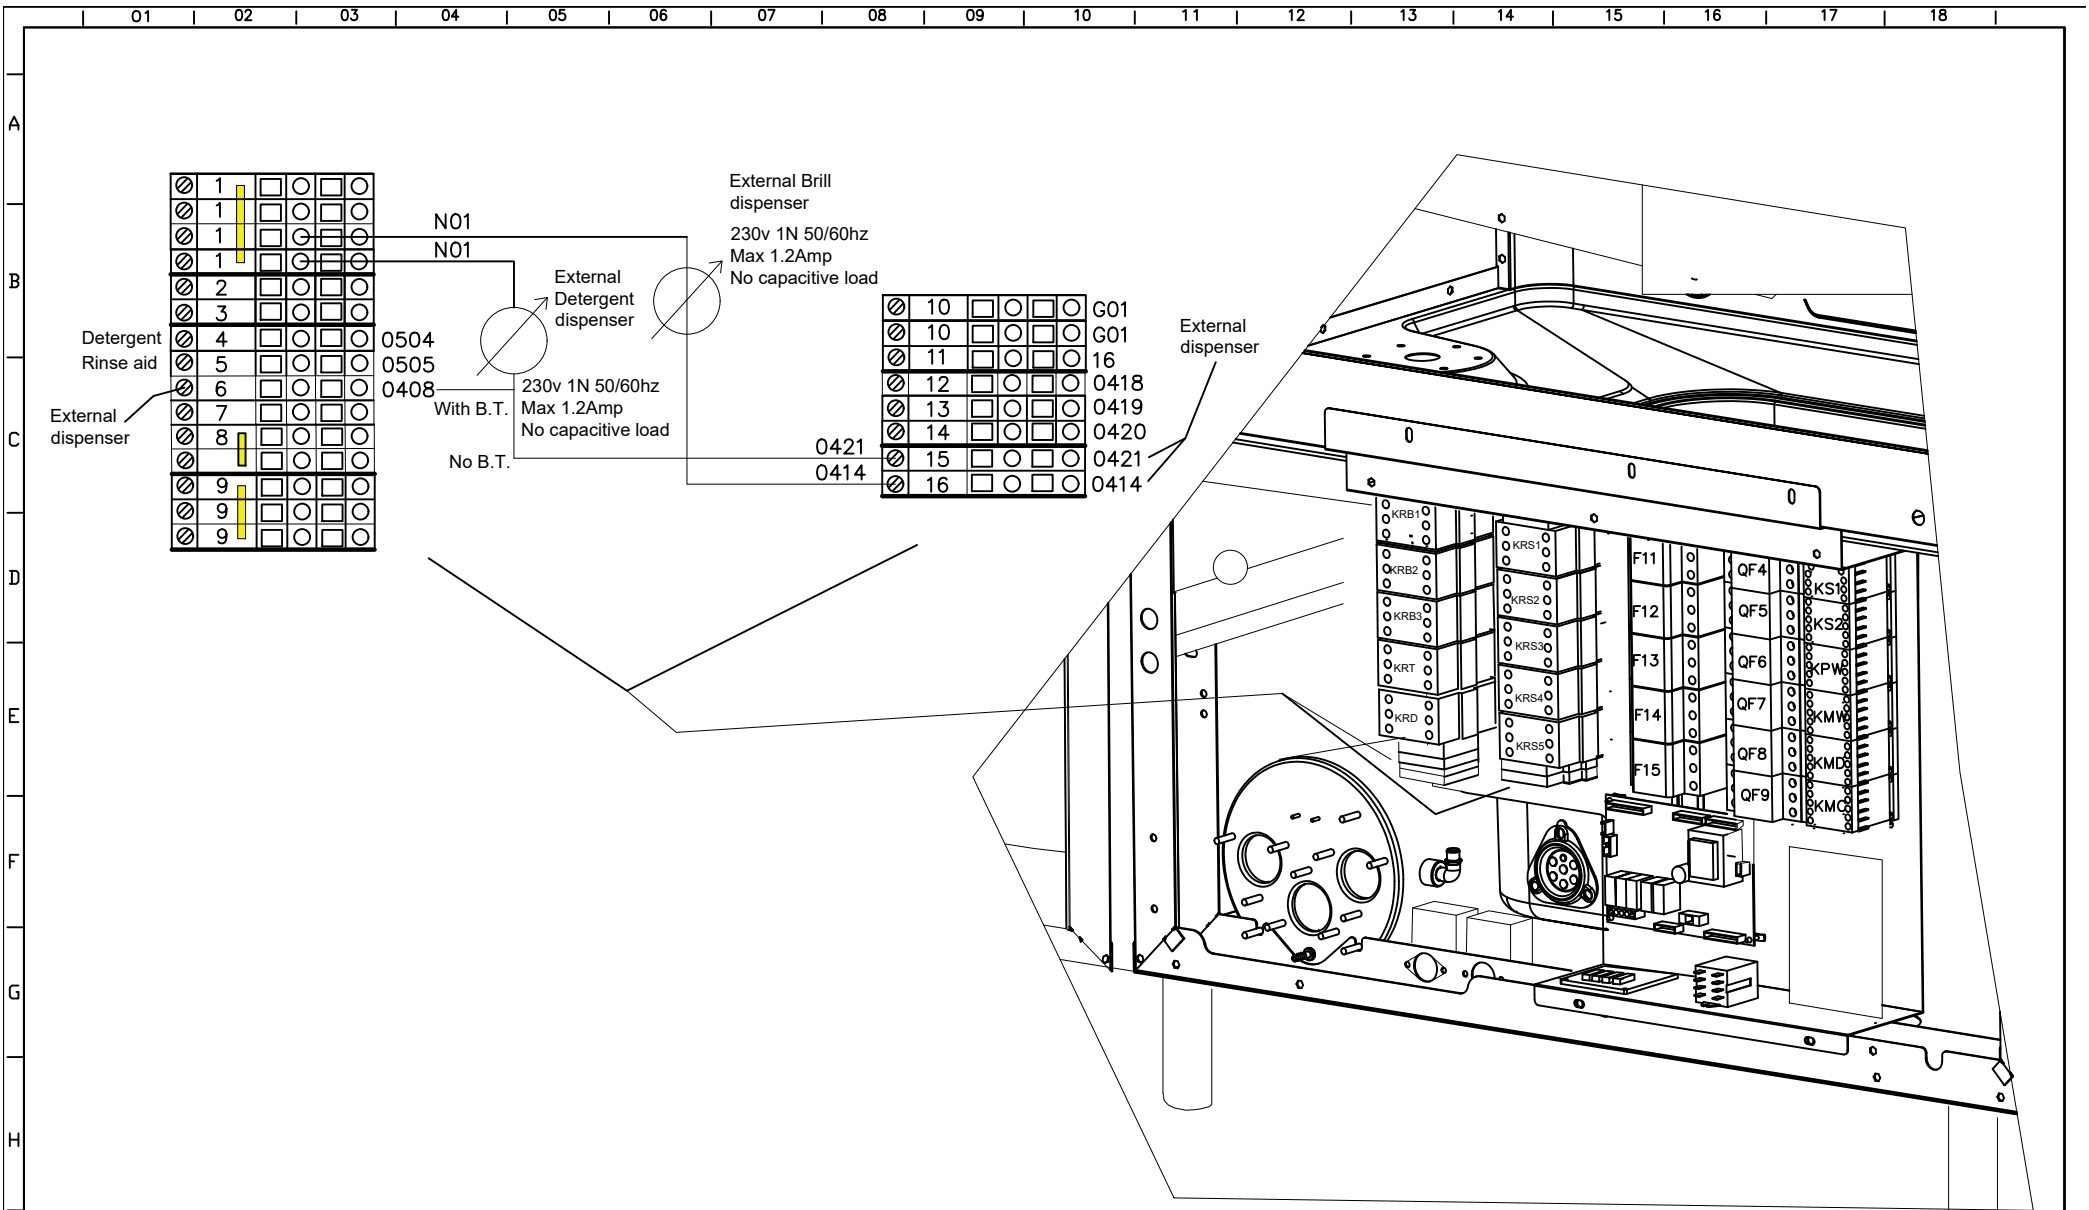 01 02 03 04 05 06 07 08 09 10 11 12 13 14 15 16 17 18
A
B
C
D
E
F
G
H
1
1
1
1
2
3
Detergent 4 0504
Rinse aid 5 0505
6 0408
7
8
9
9
9
External
dispenser
N01
N01
External Brill
dispenser
230v 1N 50/60hz
Max 1.2Amp
No capacitive load
External
Detergent
dispenser
With B.T.
230v 1N 50/60hz
Max 1.2Amp
No capacitive load
No B.T.
0421
0414
10 G01
10 G01
11 16
12 0418
13 0419
14 0420
15 0421
16 0414
External
dispenser
KRB1
KRB2
KRB3
KRT
KRD
KRS1
KRS2
KRS3
KRS4
KRS5
F11
F12
F13
F14
F15
QF4
QF5
QF6
QF7
QF8
QF9
KS1
KS2
KPW
KMW
KMD
KMC